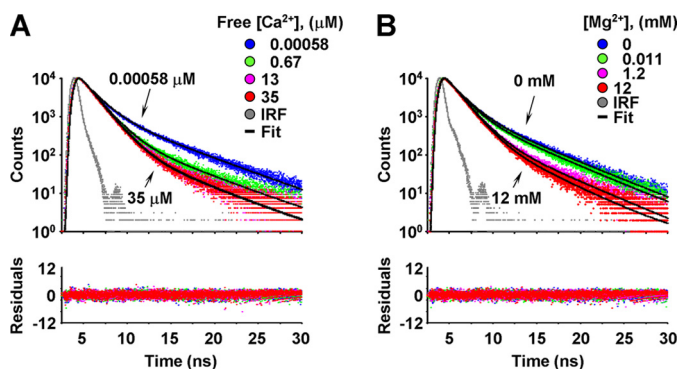 A
Free [Ca²⁺], (μM)
0.00058
0.67
13
35
IRF
Fit
0.00058 μM
35 μM
Counts
10⁴
10³
10²
10¹
10⁰
Residuals
12
0
-12
5 10 15 20 25 30
Time (ns)
B
[Mg²⁺], (mM)
0
0.011
1.2
12
IRF
Fit
0 mM
12 mM
Counts
10⁴
10³
10²
10¹
10⁰
Residuals
12
0
-12
5 10 15 20 25 30
Time (ns)